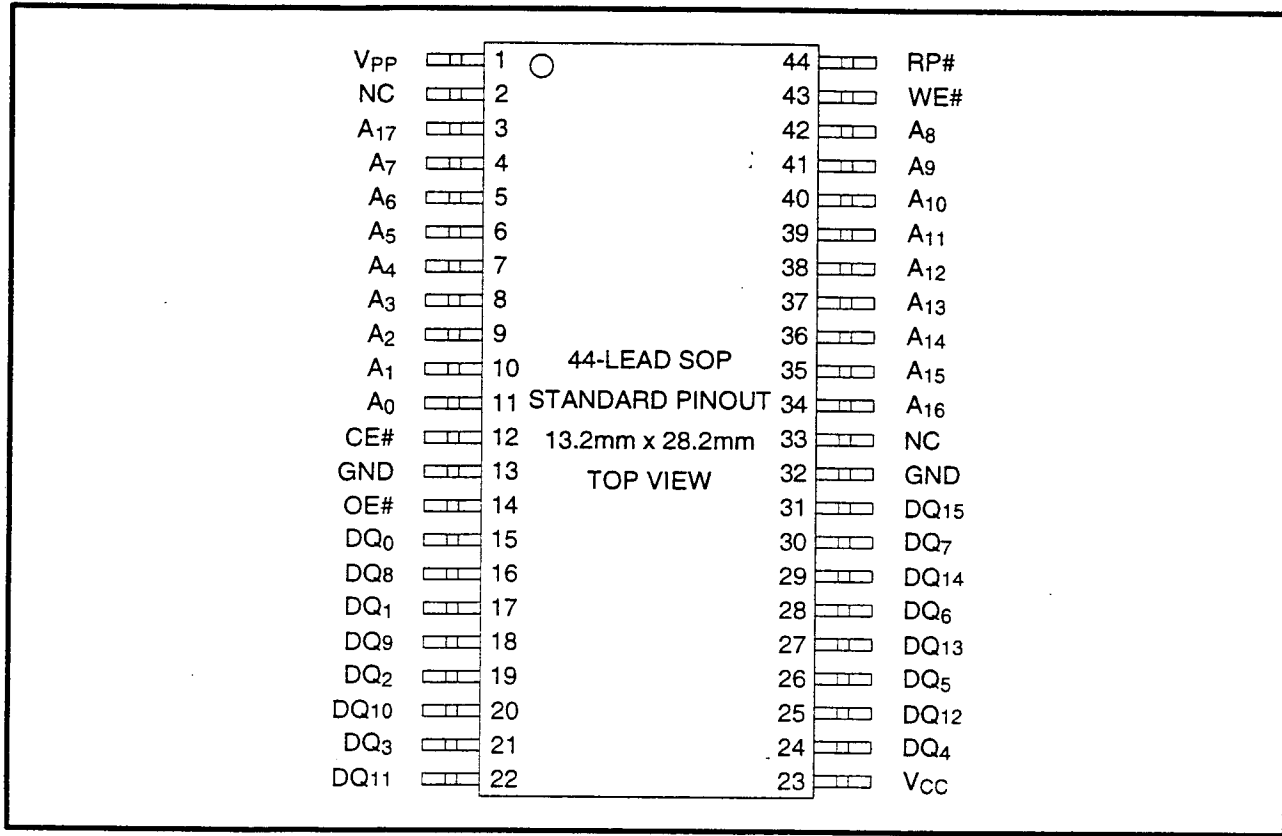 VPP 1 44 RP#
NC 2 43 WE#
A17 3 42 A8
A7 4 41 A9
A6 5 40 A10
A5 6 39 A11
A4 7 38 A12
A3 8 37 A13
A2 9 36 A14
A1 10 35 A15
A0 11 34 A16
CE# 12 33 NC
GND 13 32 GND
OE# 14 31 DQ15
DQ0 15 30 DQ7
DQ8 16 29 DQ14
DQ1 17 28 DQ6
DQ9 18 27 DQ13
DQ2 19 26 DQ5
DQ10 20 25 DQ12
DQ3 21 24 DQ4
DQ11 22 23 VCC
44-LEAD SOP
STANDARD PINOUT
13.2mm x 28.2mm
TOP VIEW